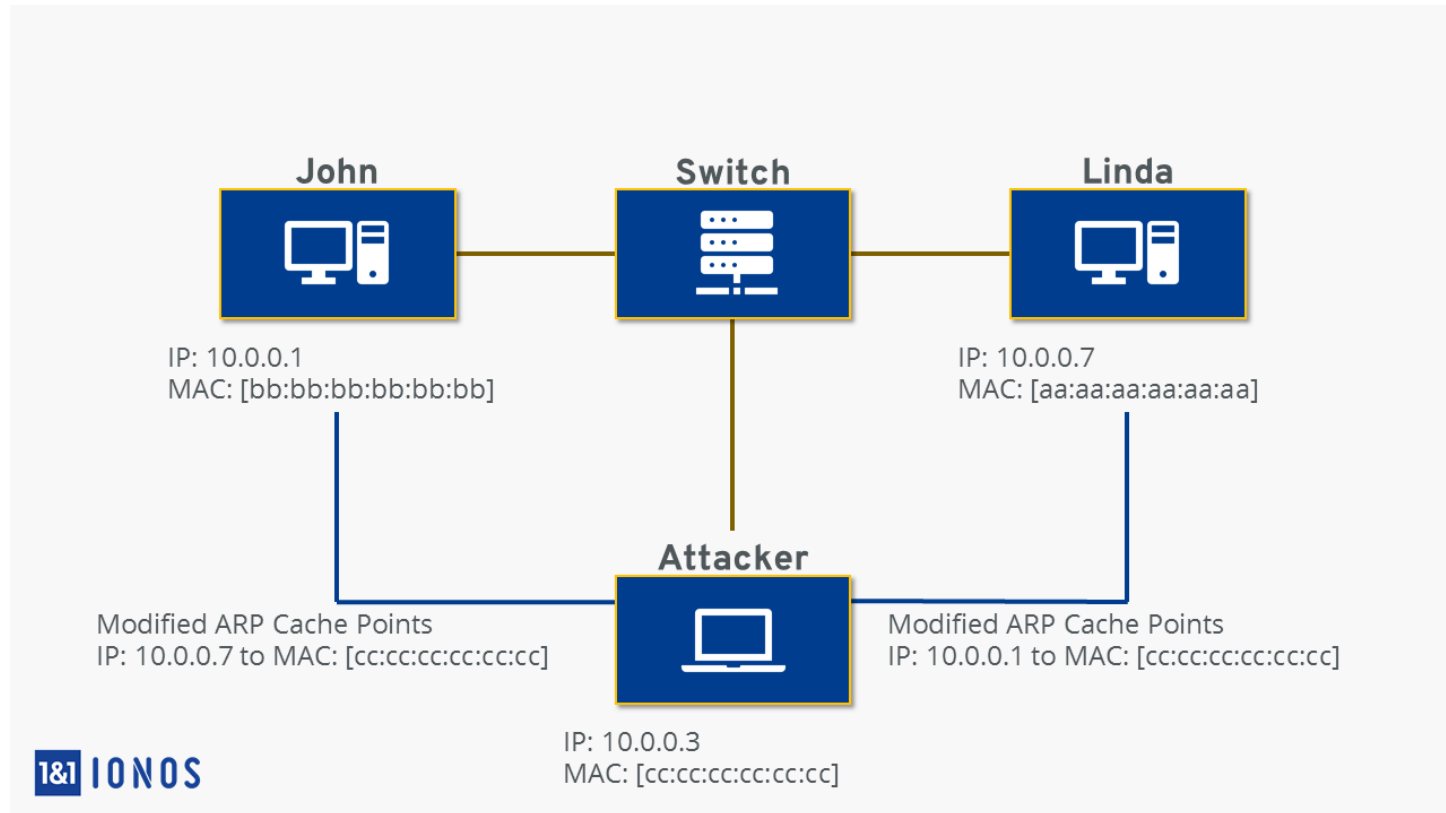 John
Switch
Linda
IP: 10.0.0.1
MAC: [bb:bb:bb:bb:bb:bb]
IP: 10.0.0.7
MAC: [aa:aa:aa:aa:aa:aa]
Attacker
Modified ARP Cache Points
IP: 10.0.0.7 to MAC: [cc:cc:cc:cc:cc:cc]
Modified ARP Cache Points
IP: 10.0.0.1 to MAC: [cc:cc:cc:cc:cc:cc]
IP: 10.0.0.3
MAC: [cc:cc:cc:cc:cc:cc]
1&1 IONOS